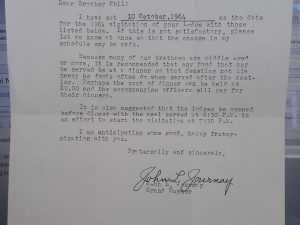 Dear Brother Phil:
I have set 10 October, 1964 as the date
for the 1964 visitation of your Lodge with those
listed below. If this is not satisfactory, please
let me know at once so that the change in my
schedule may be made.
Because many of our brethren are middle aged
or more, it is recommended that any food that may
be served be at a dinner so that feasting not
heavy foods often do when served after the meet-
ing. Perhaps the cost of dinner can be held at
$2.00 and the accompanying officers will pay for
their dinners.
It is also suggested that the lodges be opened
before dinner with the meal served at 6:30 P.M. in
an effort to start the visitation at 7:30 P.M.
I am anticipating some good, happy frater-
nization with you.
Fraternally and sincerely,
John L. Journay
John L. Journay
Grand Master